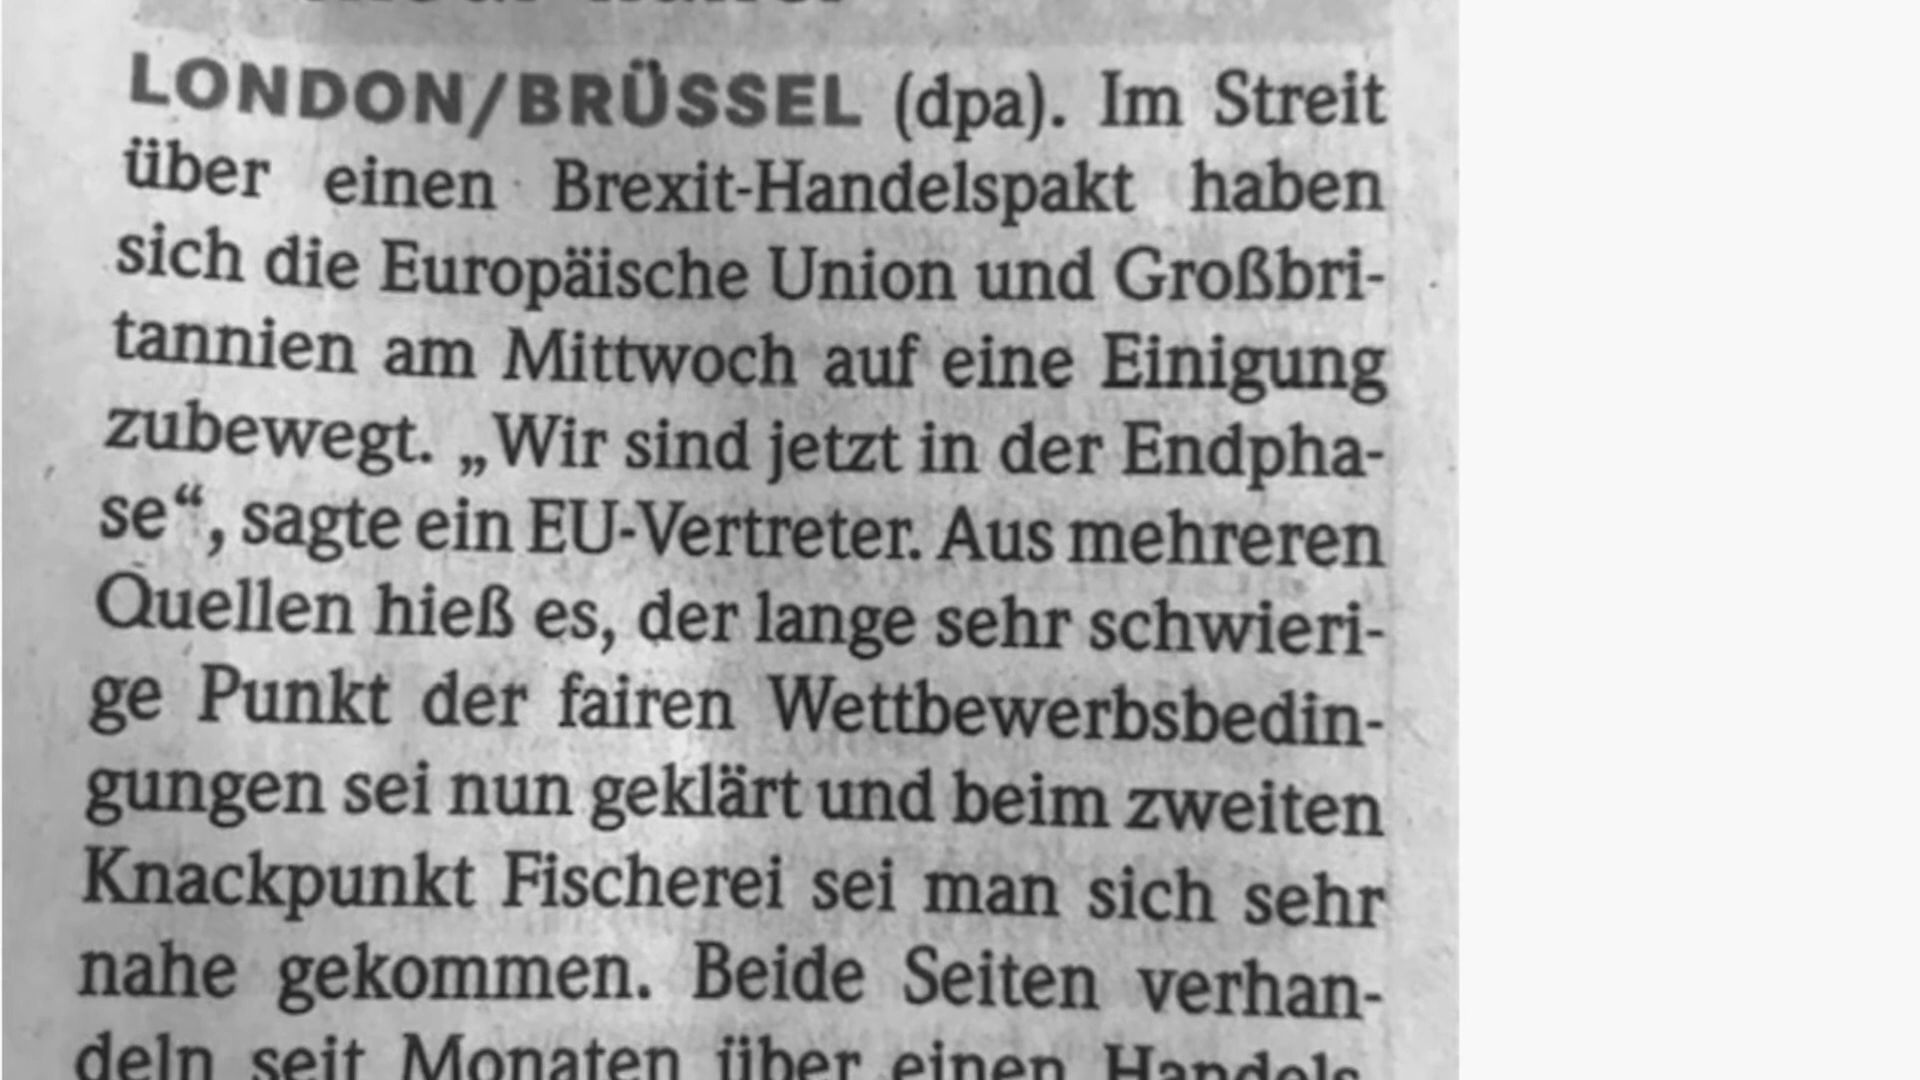 LONDON/BRÜSSEL (dpa). Im Streit
über einen Brexit-Handelspakt haben
sich die Europäische Union und Großbri-
tannien am Mittwoch auf eine Einigung
zubewegt. „Wir sind jetzt in der Endpha-
se“, sagte ein EU-Vertreter. Aus mehreren
Quellen hieß es, der lange sehr schwieri-
ge Punkt der fairen Wettbewerbsbedin-
gungen sei nun geklärt und beim zweiten
Knackpunkt Fischerei sei man sich sehr
nahe gekommen. Beide Seiten verhan-
deln seit Monaten über einen Handels-